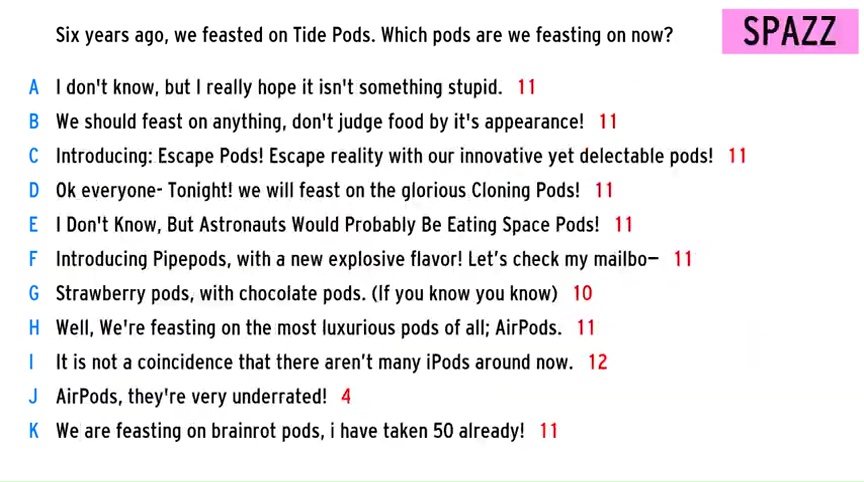 Six years ago, we feasted on Tide Pods. Which pods are we feasting on now?
SPAZZ
A I don't know, but I really hope it isn't something stupid. 11
B We should feast on anything, don't judge food by it's appearance! 11
C Introducing: Escape Pods! Escape reality with our innovative yet delectable pods! 11
D Ok everyone- Tonight! we will feast on the glorious Cloning Pods! 11
E I Don't Know, But Astronauts Would Probably Be Eating Space Pods! 11
F Introducing Pipepods, with a new explosive flavor! Let’s check my mailbo— 11
G Strawberry pods, with chocolate pods. (If you know you know) 10
H Well, We're feasting on the most luxurious pods of all; AirPods. 11
I It is not a coincidence that there aren’t many iPods around now. 12
J AirPods, they're very underrated! 4
K We are feasting on brainrot pods, i have taken 50 already! 11